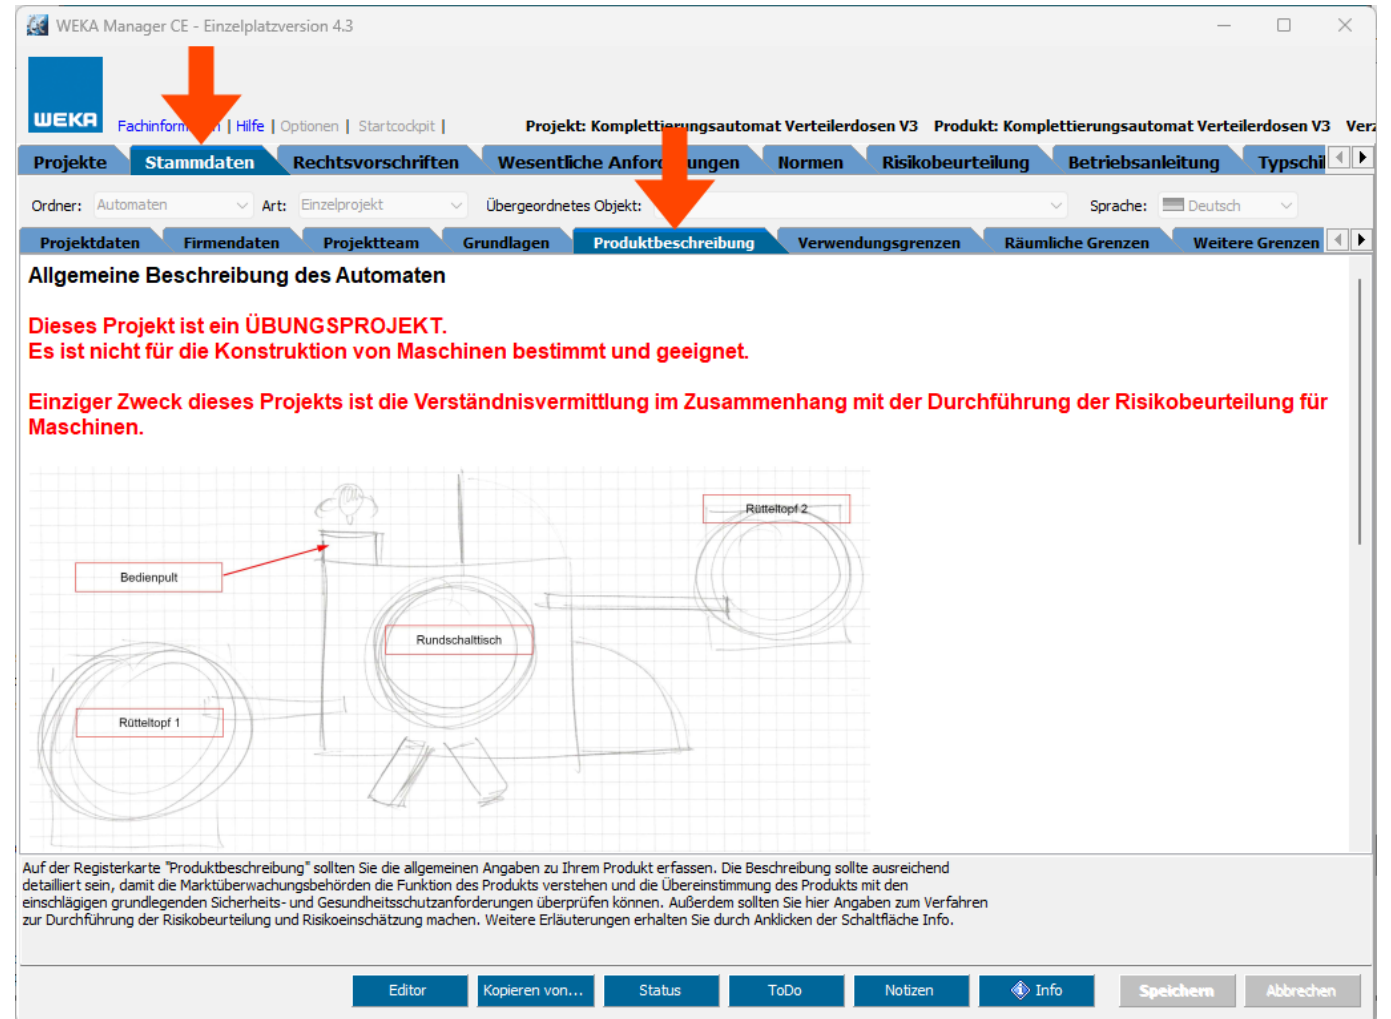 WEKA Manager CE - Einzelplatzversion 4.3
WEKA
Hilfe | Optionen | Startcockpit |
Projekt: Komplettierungsautomat Verteilerdosen V3 Produkt: Komplettierungsautomat Verteilerdosen V3
Projekte Stammdaten Rechtsvorschriften Wesentliche Normen Risikobeurteilung Betriebsanleitung Typschil
Ordner: Automaten Art: Einzelprojekt Übergeordnetes Objekt: Sprache: Deutsch
Projektdaten Firmendaten Projektteam Grundlagen Produktbeschreibung Verwendungsgrenzen Räumliche Grenzen Weitere Grenzen
Allgemeine Beschreibung des Automaten
Dieses Projekt ist ein ÜBUNGSPROJEKT.
Es ist nicht für die Konstruktion von Maschinen bestimmt und geeignet.
Einziger Zweck dieses Projekts ist die Verständnisvermittlung im Zusammenhang mit der Durchführung der Risikobeurteilung für
Maschinen.
Rütteltopf 2
Bedienpult
Rundschalttisch
Rütteltopf 1
Auf der Registerkarte "Produktbeschreibung" sollten Sie die allgemeinen Angaben zu Ihrem Produkt erfassen. Die Beschreibung sollte ausreichend
detailliert sein, damit die Marktüberwachungsbehörden die Funktion des Produkts verstehen und die Übereinstimmung des Produkts mit den
einschlägigen grundlegenden Sicherheits- und Gesundheitsschutzanforderungen überprüfen können. Außerdem sollten Sie hier Angaben zum Verfahren
zur Durchführung der Risikobeurteilung und Risikoeinschätzung machen. Weitere Erläuterungen erhalten Sie durch Anklicken der Schaltfläche Info.
Editor Kopieren von... Status ToDo Notizen Info Speichern Abbrechen